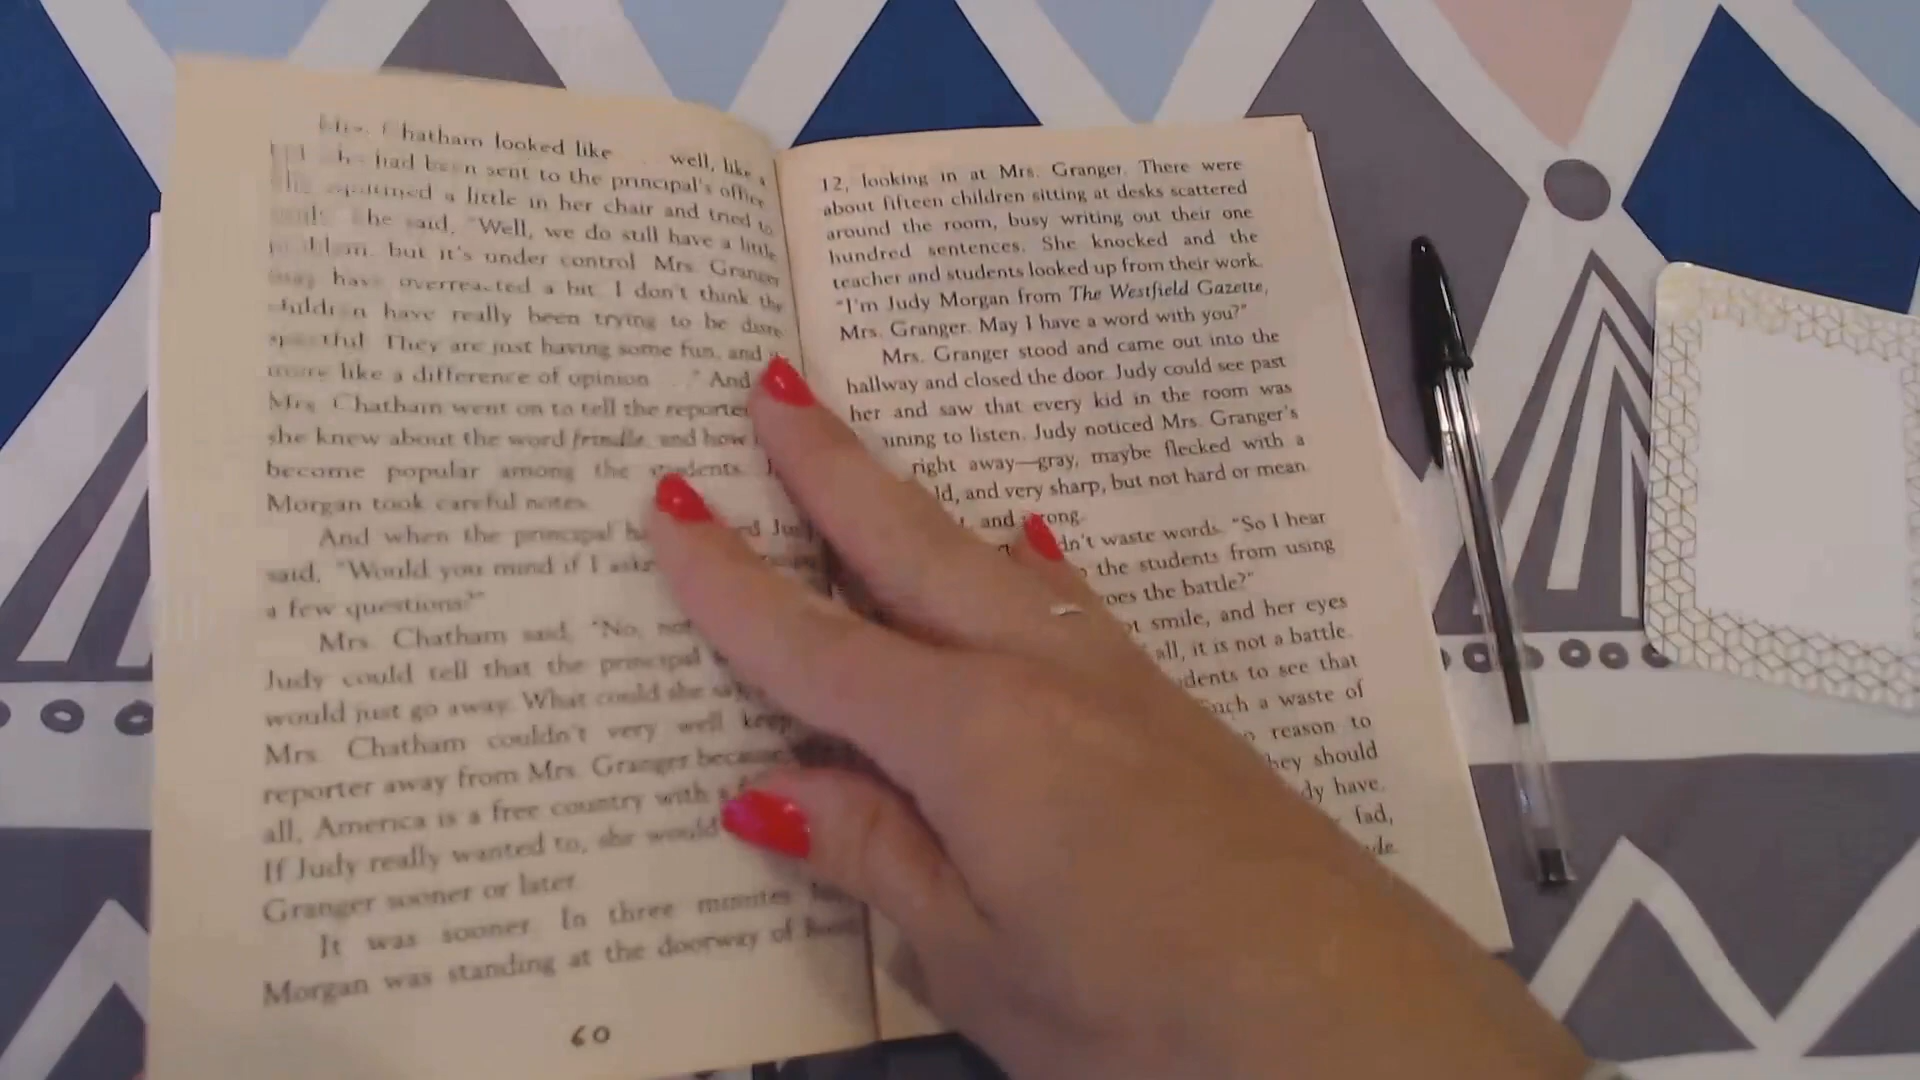 Mrs. Chatham looked like . . . well, like a
had been sent to the principal's office.
squirmed a little in her chair and tried to
she said, "Well, we do still have a little
problem, but it's under control. Mrs. Granger
may have overreacted a bit. I don't think the
children have really been trying to be disre-
spectful. They are just having some fun, and
more like a difference of opinion . . ." And
Mrs. Chatham went on to tell the reporter
she knew about the word frindle, and how
become popular among the students.
Morgan took careful notes.
And when the principal
said, "Would you mind if I
a few questions?"
Mrs. Chatham said, "No,
Judy could tell that the principal
would just go away. What could she
Mrs. Chatham couldn't very well keep
reporter away from Mrs. Granger because
all, America is a free country with a
If Judy really wanted to, she would
Granger sooner or later.
It was sooner. In three minutes
Morgan was standing at the doorway of
60
12, looking in at Mrs. Granger. There were
about fifteen children sitting at desks scattered
around the room, busy writing out their one
hundred sentences. She knocked and the
teacher and students looked up from their work.
"I'm Judy Morgan from The Westfield Gazette,
Mrs. Granger. May I have a word with you?"
Mrs. Granger stood and came out into the
hallway and closed the door. Judy could see past
her and saw that every kid in the room was
to listen. Judy noticed Mrs. Granger's
right away—gray, maybe flecked with a
and very sharp, but not hard or mean.
and strong.
waste words. "So I hear
the students from using
the battle?"
smile, and her eyes
all, it is not a battle.
to see that
such a waste of
reason to
they should
have.
fad,